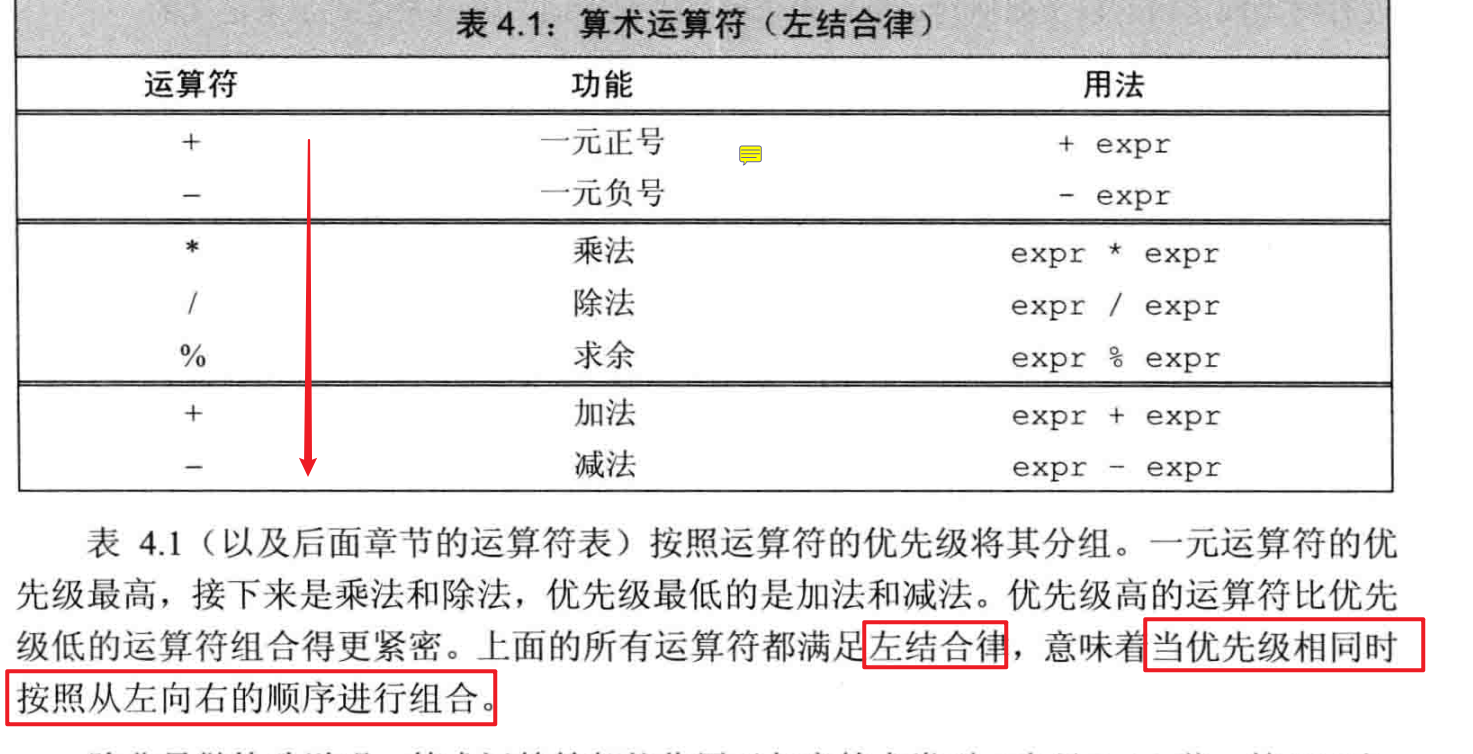 表 4.1：算术运算符（左结合律）
运算符 功能 用法
+ 一元正号 + expr
− 一元负号 - expr
* 乘法 expr * expr
/ 除法 expr / expr
% 求余 expr % expr
+ 加法 expr + expr
− 减法 expr - expr
表 4.1（以及后面章节的运算符表）按照运算符的优先级将其分组。一元运算符的优
先级最高，接下来是乘法和除法，优先级最低的是加法和减法。优先级高的运算符比优先
级低的运算符组合得更紧密。上面的所有运算符都满足左结合律，意味着当优先级相同时
按照从左向右的顺序进行组合。